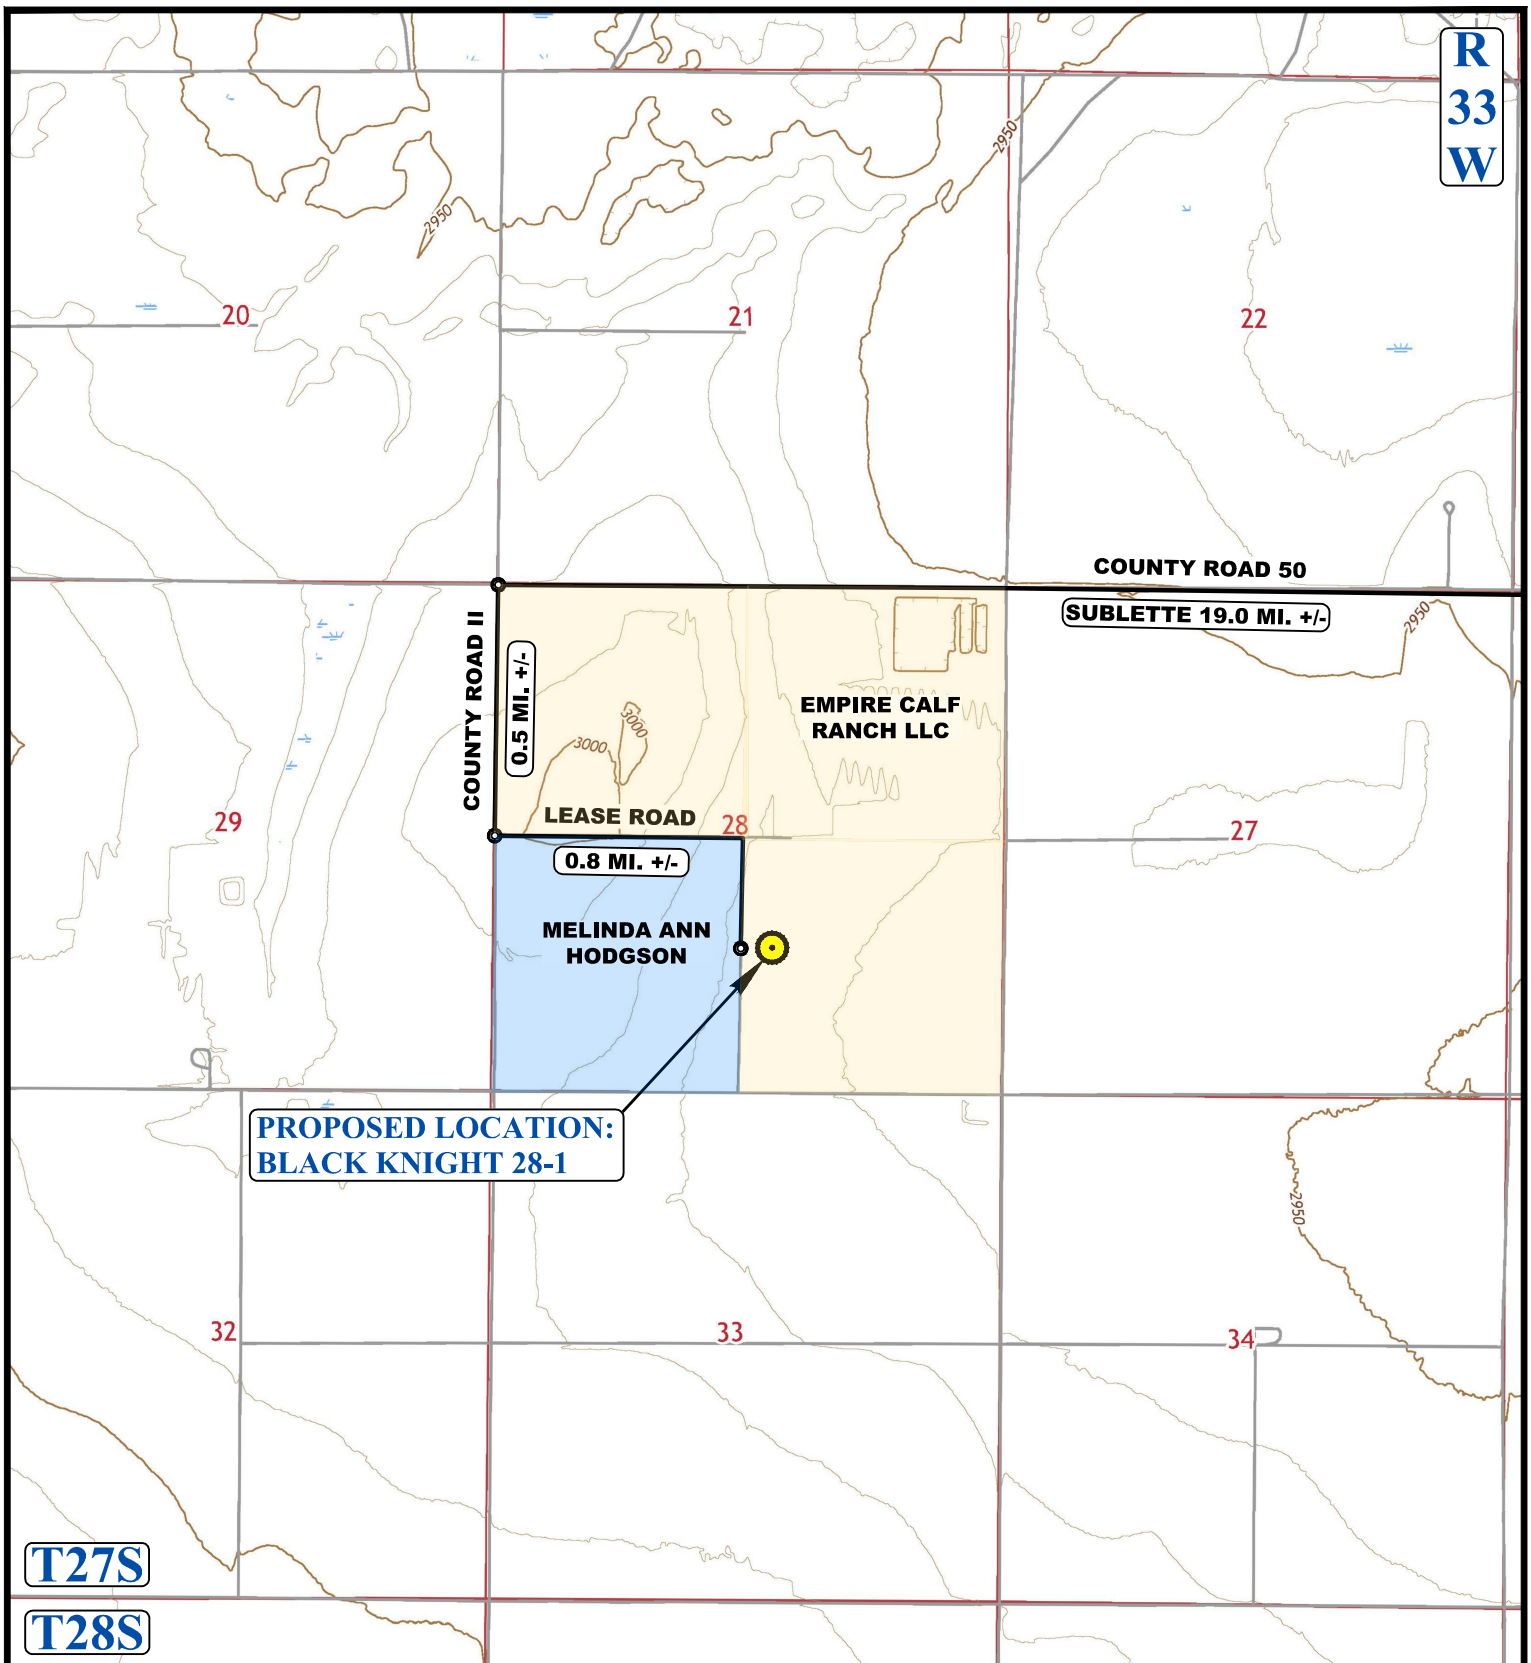 R
33
W
2950
2950
20
21
22
COUNTY ROAD 50
SUBLETTE 19.0 MI. +/-
2950
COUNTY ROAD II
0.5 MI. +/-
EMPIRE CALF
RANCH LLC
3000
3000
LEASE ROAD
29
28
27
0.8 MI. +/-
MELINDA ANN
HODGSON
PROPOSED LOCATION:
BLACK KNIGHT 28-1
2950
32
33
34
T27S
T28S